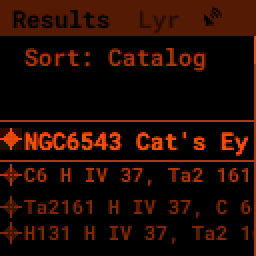 Results Lyr
Sort: Catalog
NGC6543 Cat's Ey
C6 H IV 37, Ta2 161
Ta2161 H IV 37, C 6
H131 H IV 37, Ta2 1